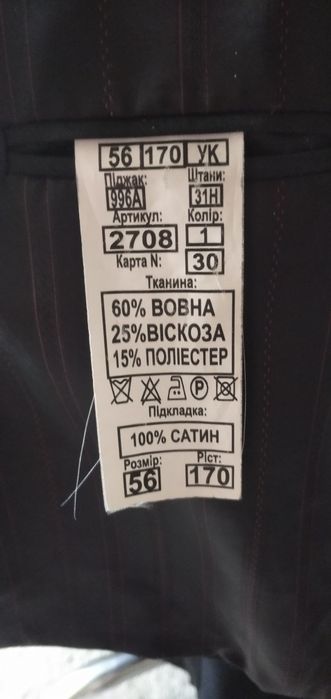 56 170 УК
Піджак: Штани:
996А 31Н
Артикул: Колір:
2708 1
Карта N: 30
Тканина:
60% ВОВНА
25%ВІСКОЗА
15% ПОЛІЕСТЕР
P
Підкладка:
100% САТИН
Розмір: Ріст:
56 170